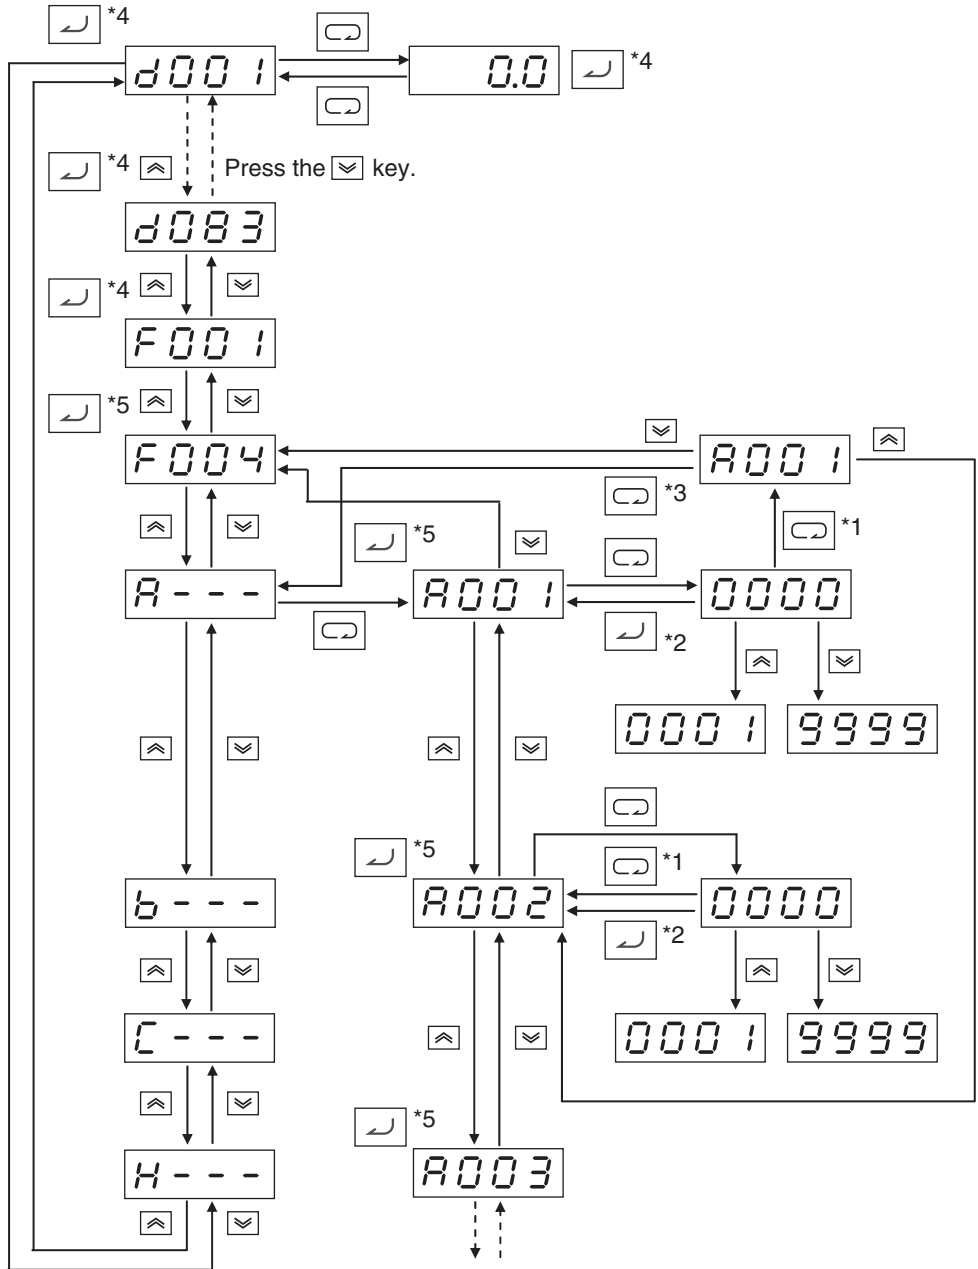 *4
d001
0.0
*4
*4
Press the key.
d083
*4
F001
*5
F004
A001
*3
*1
*5
A---
A001
0000
*2
0001
9999
*5
*1
b---
A002
0000
*2
C---
0001
9999
*5
H---
A003